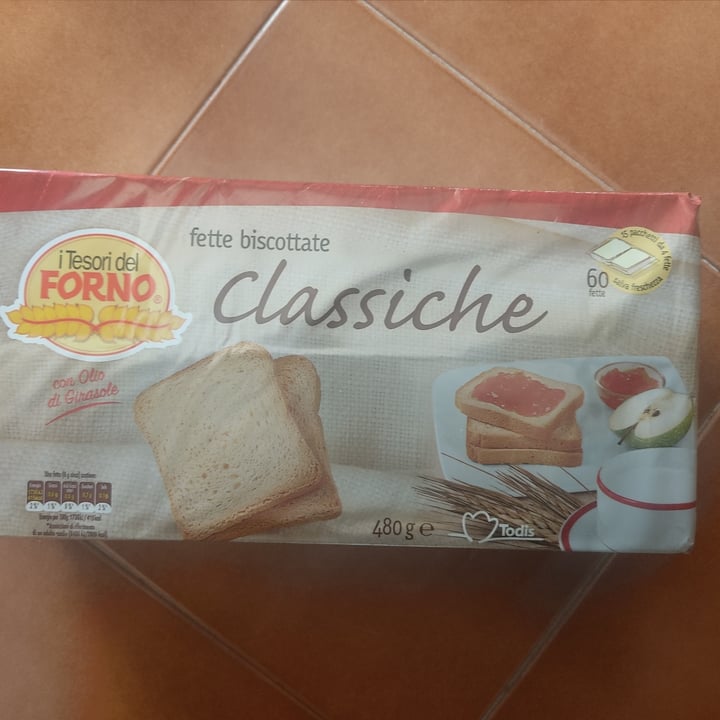 i Tesori del
FORNO®
con Olio
di Girasole
fette biscottate
Classiche
15 pacchetti da 4 fette
salva freschezza
60
fette
480 g e
Todis